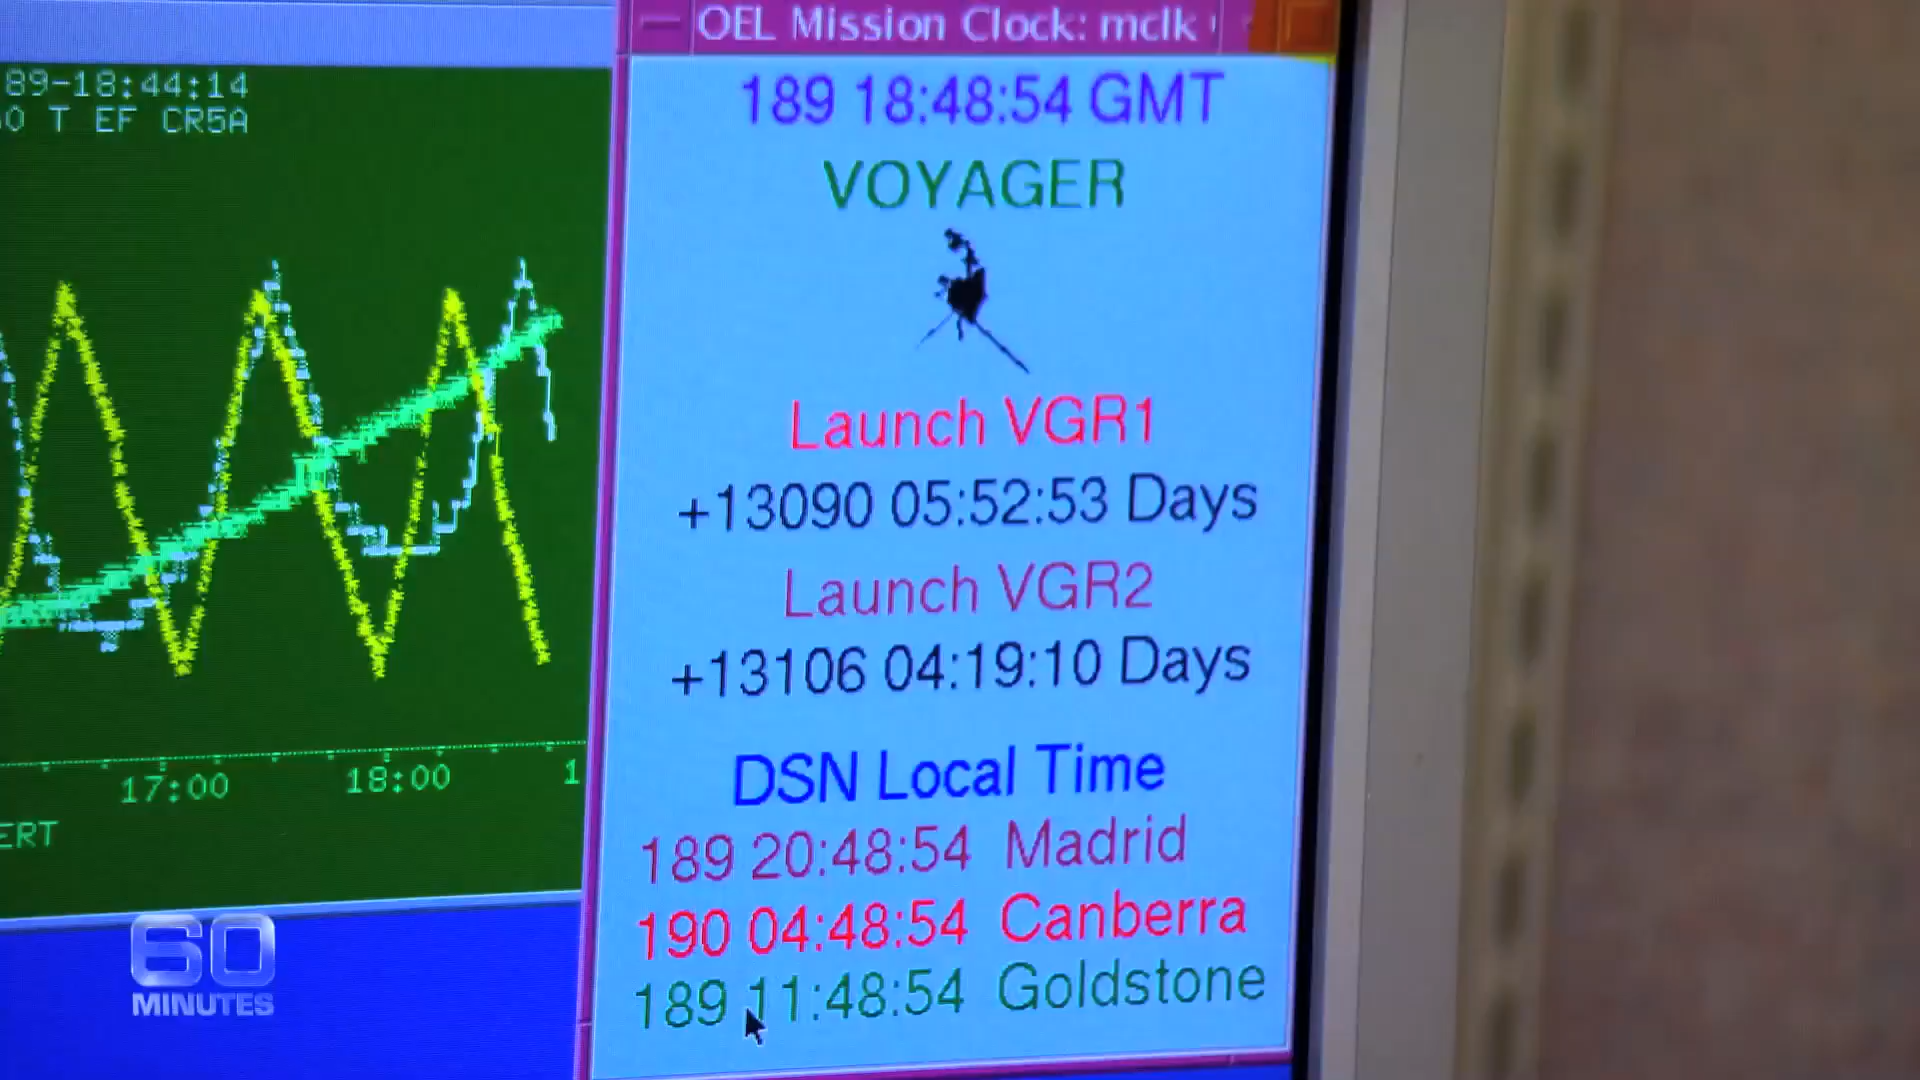 89-18:44:14
0 T EF CR5A
17:00
18:00
1
ERT
OEL Mission Clock: mclk
189 18:48:54 GMT
VOYAGER
Launch VGR1
+13090 05:52:53 Days
Launch VGR2
+13106 04:19:10 Days
DSN Local Time
189 20:48:54 Madrid
190 04:48:54 Canberra
189 11:48:54 Goldstone
60
MINUTES